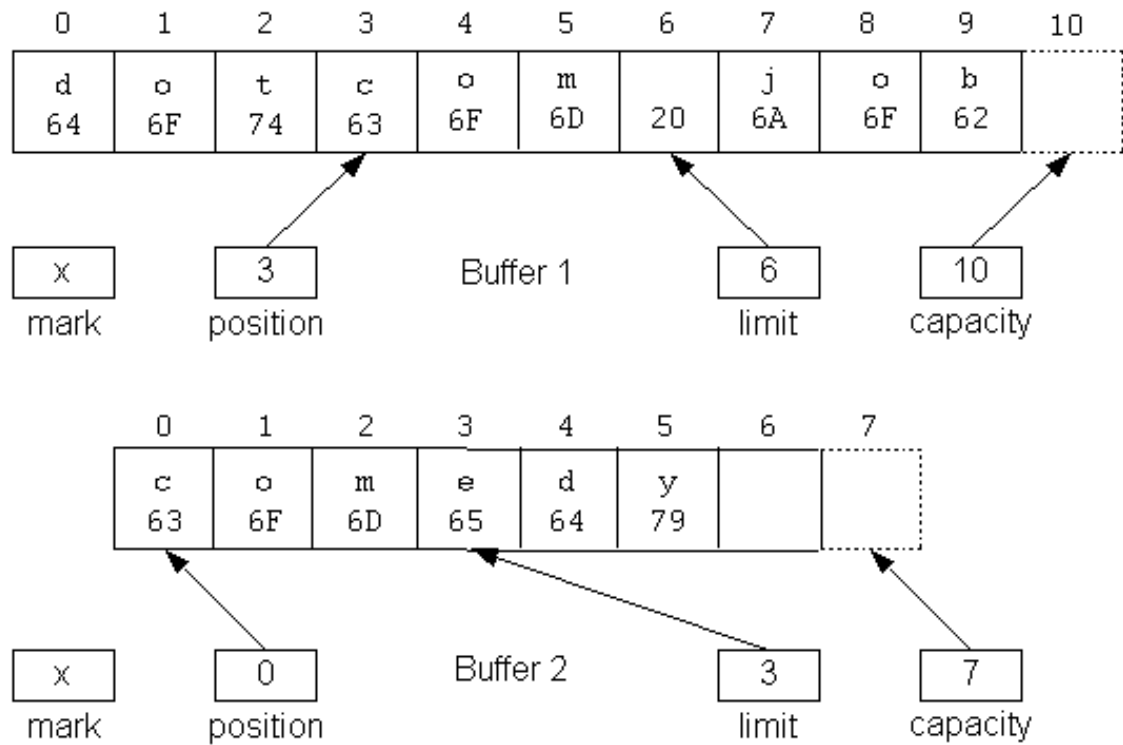 0 1 2 3 4 5 6 7 8 9 10
d o t c o m j o b
64 6F 74 63 6F 6D 20 6A 6F 62
x 3 Buffer 1 6 10
mark position limit capacity
0 1 2 3 4 5 6 7
c o m e d y
63 6F 6D 65 64 79
x 0 Buffer 2 3 7
mark position limit capacity